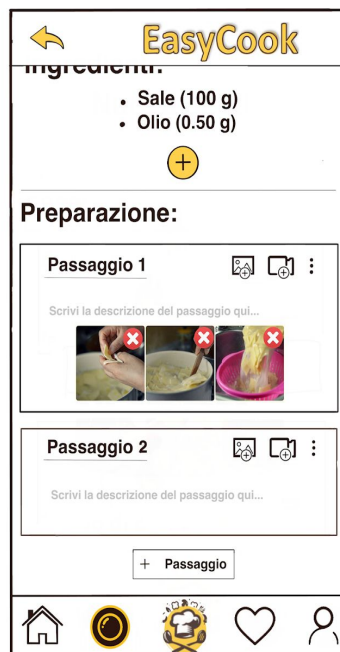 EasyCook
Ingredienti:
Sale (100 g)
Olio (0.50 g)
Preparazione:
Passaggio 1
Scrivi la descrizione del passaggio qui...
Passaggio 2
Scrivi la descrizione del passaggio qui...
+ Passaggio